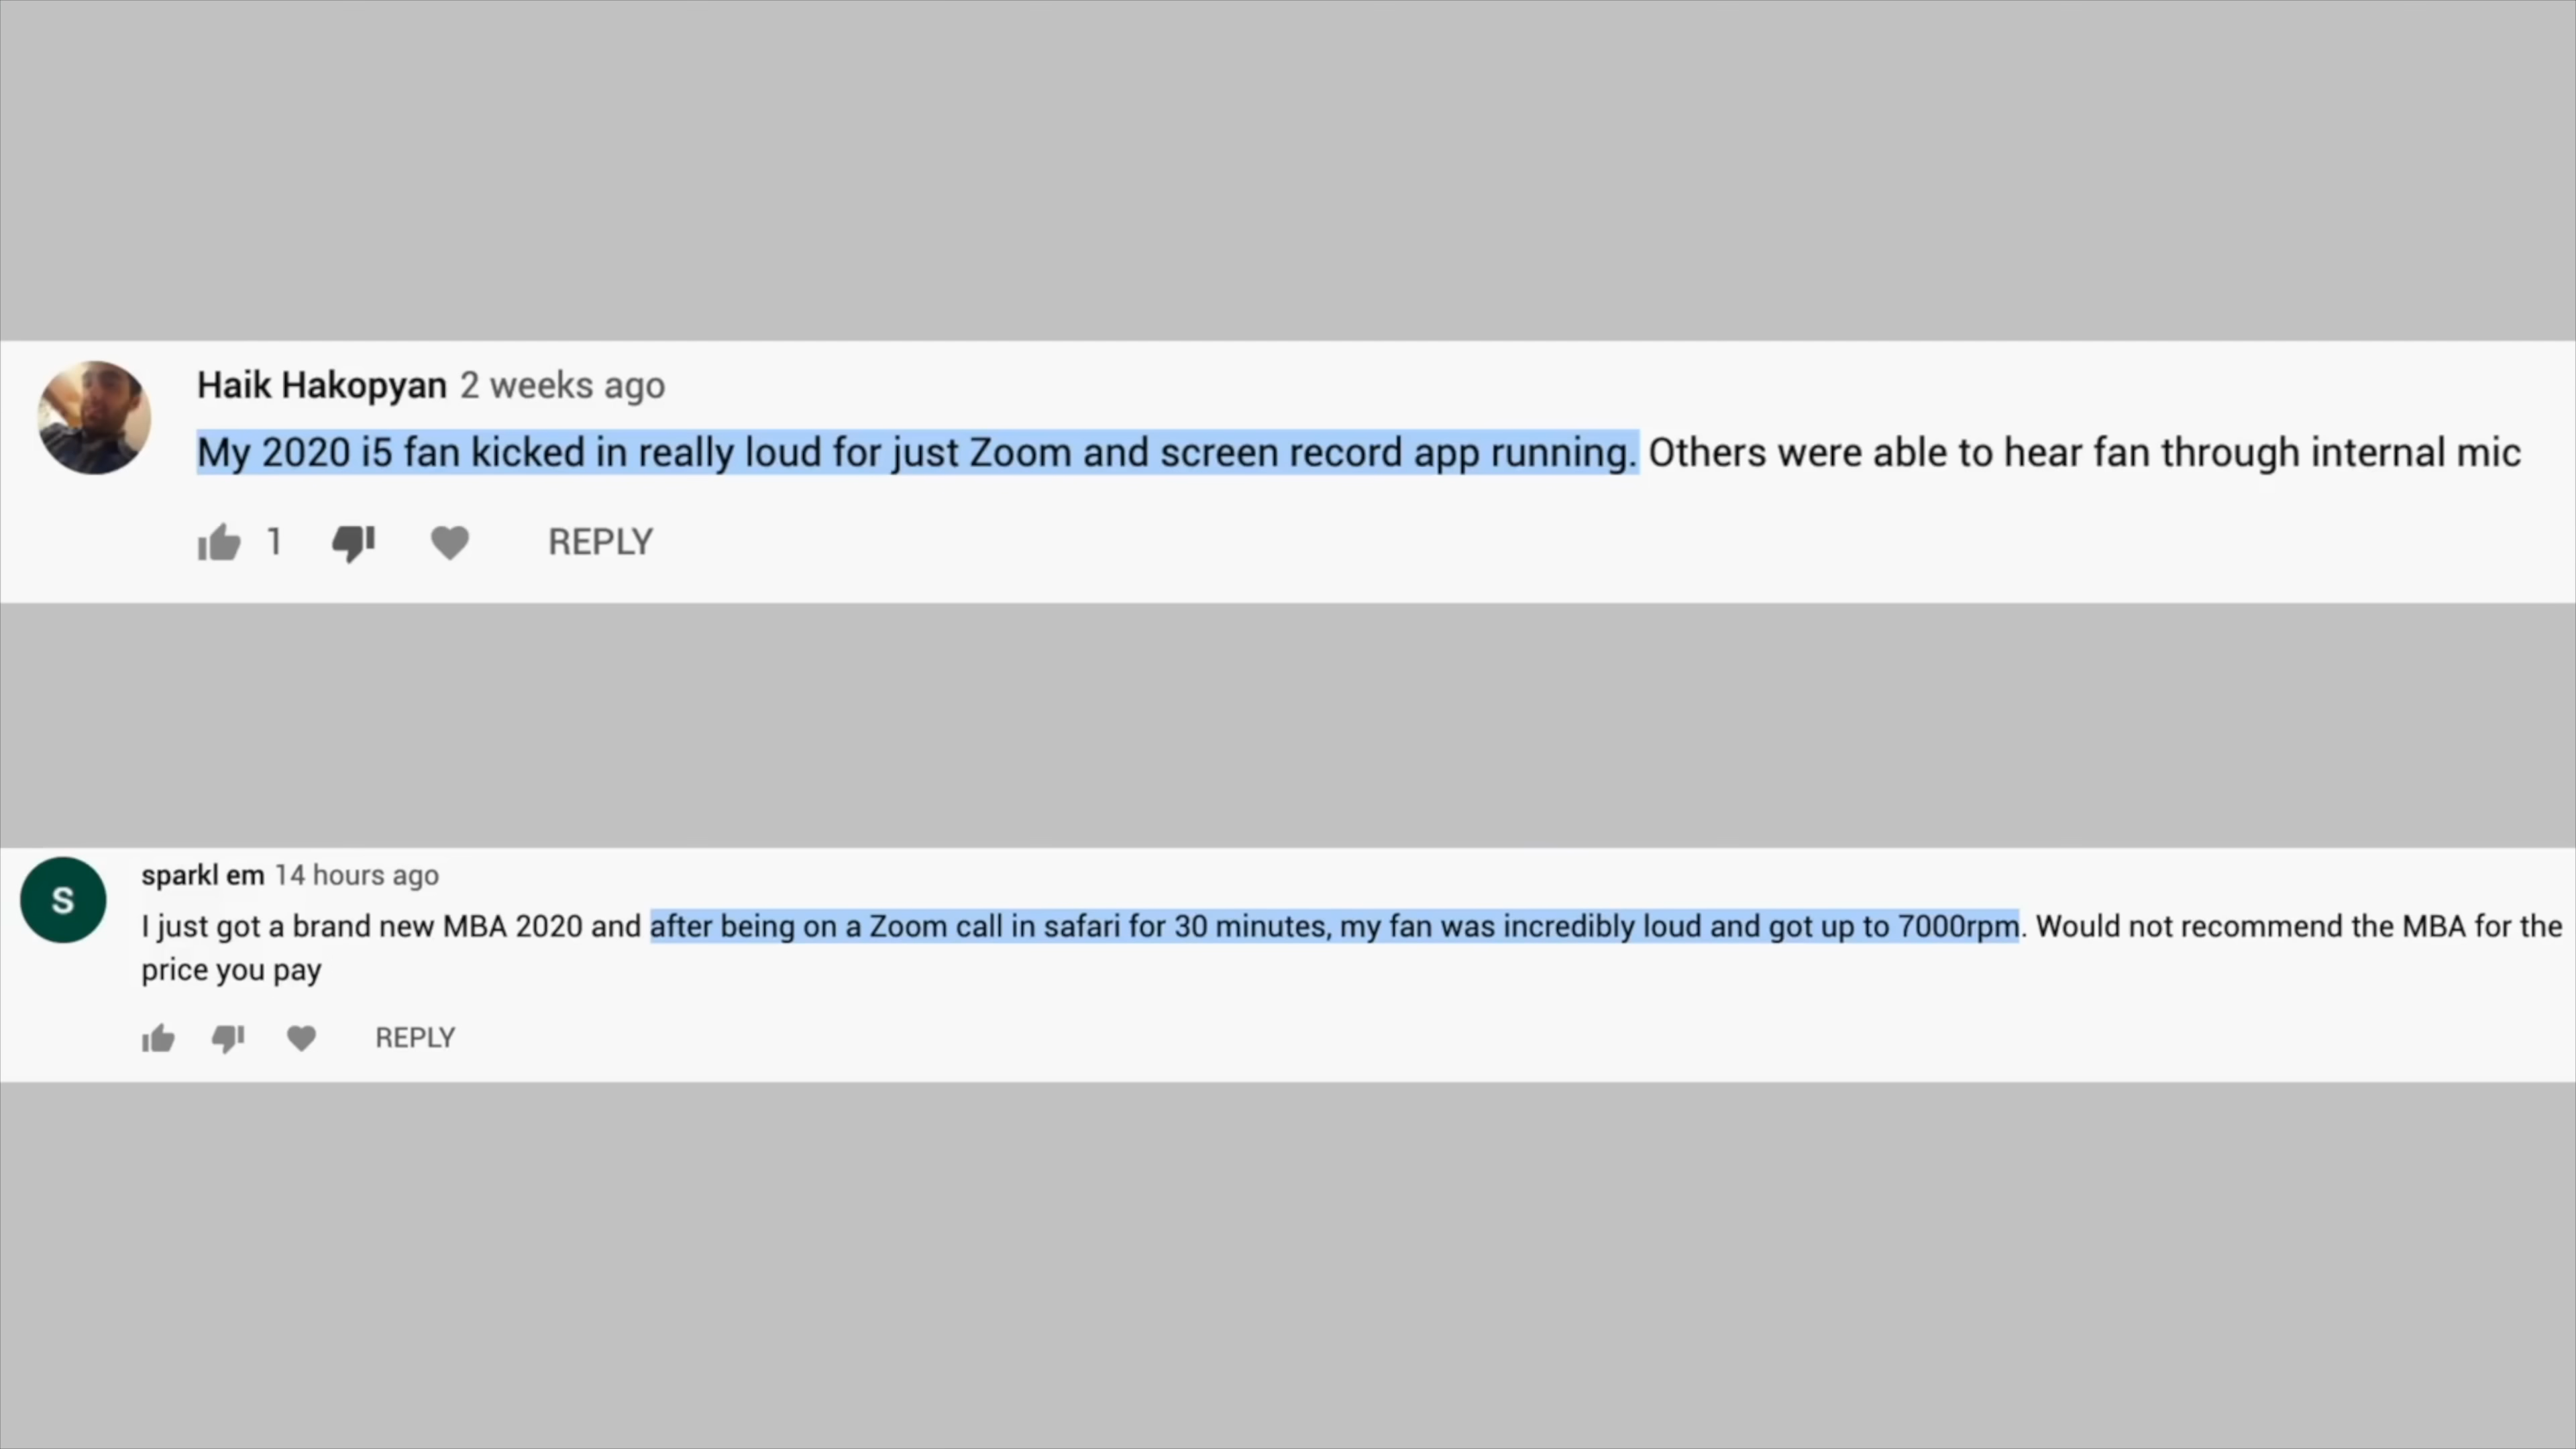 Haik Hakopyan 2 weeks ago
My 2020 i5 fan kicked in really loud for just Zoom and screen record app running. Others were able to hear fan through internal mic
1 REPLY
S
sparkl em 14 hours ago
I just got a brand new MBA 2020 and after being on a Zoom call in safari for 30 minutes, my fan was incredibly loud and got up to 7000rpm. Would not recommend the MBA for the
price you pay
REPLY